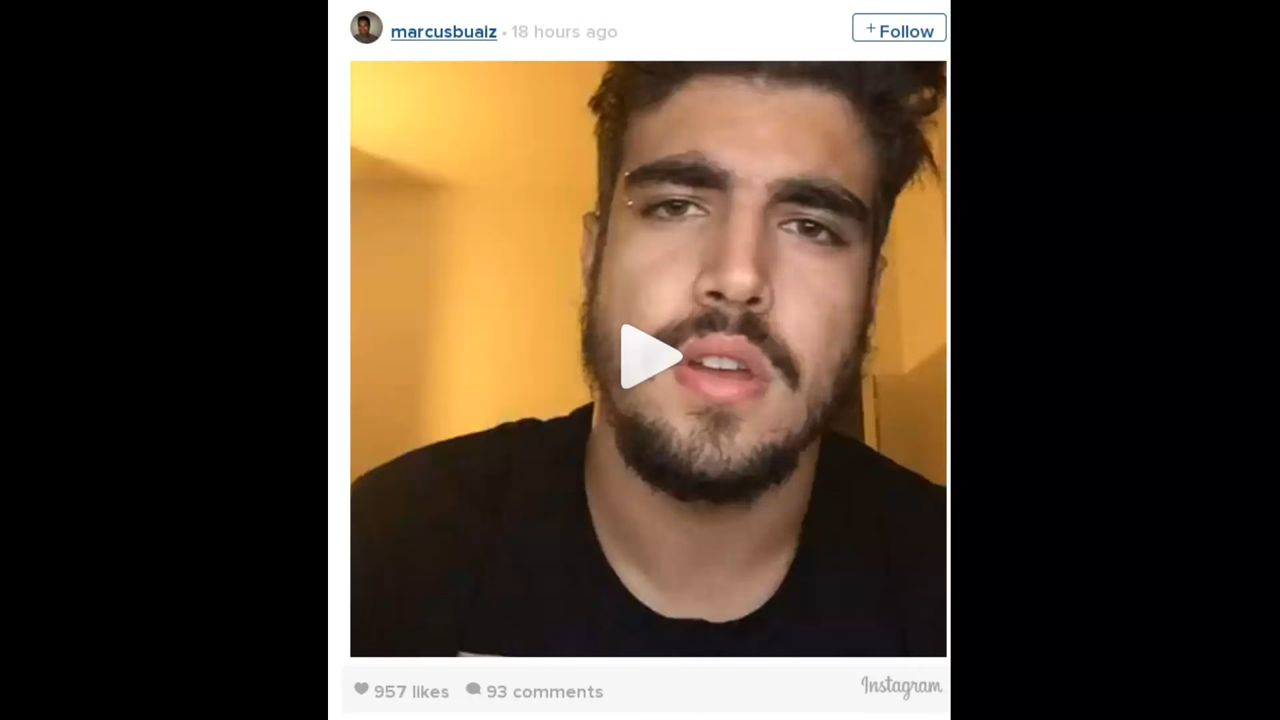 marcusbuaiz • 18 hours ago
+ Follow
957 likes 93 comments
Instagram